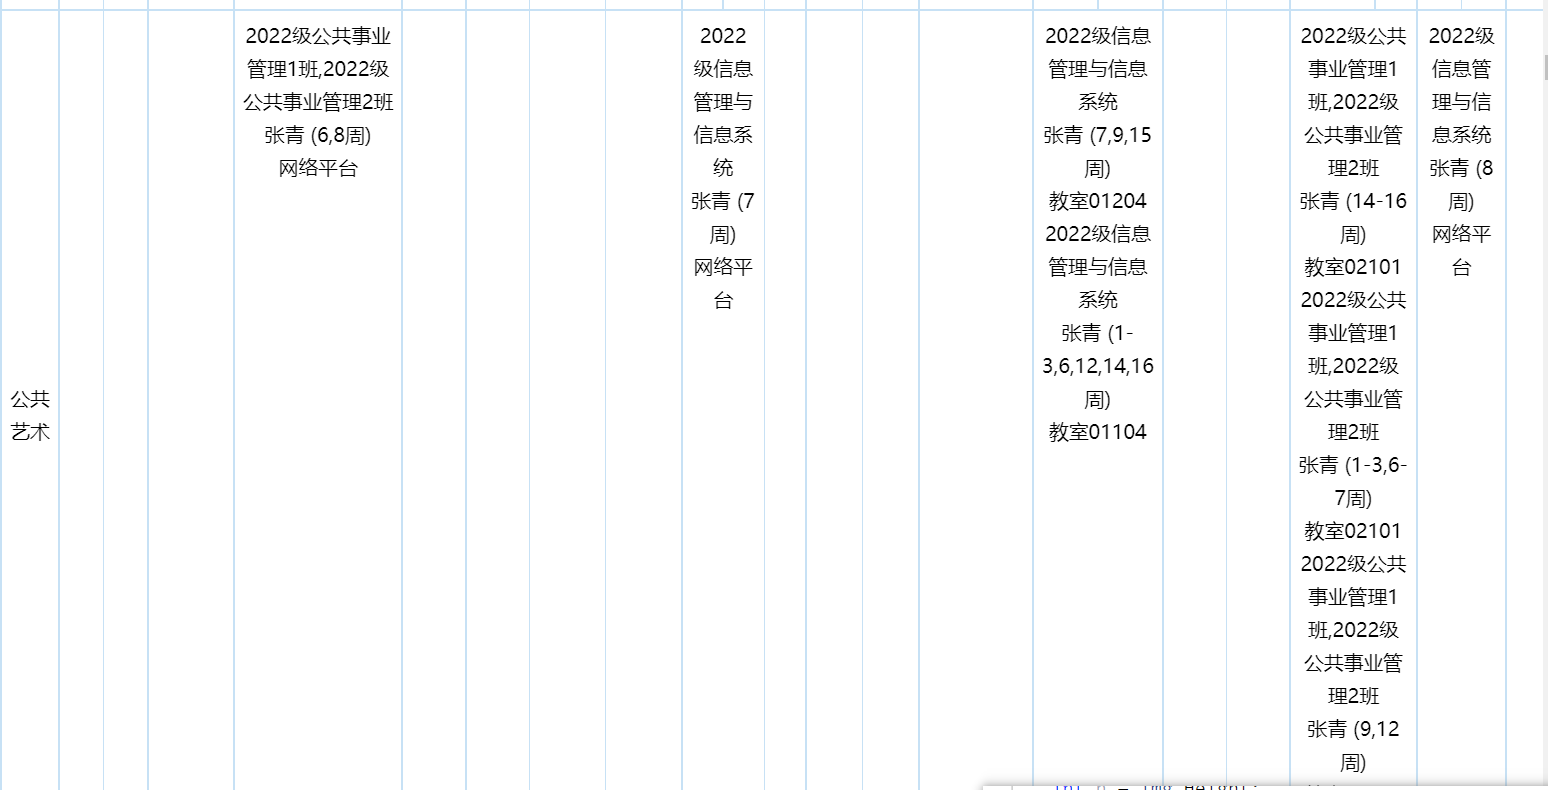 公共
艺术
2022级公共事业
管理1班,2022级
公共事业管理2班
张青 (6,8周)
网络平台
2022
级信息
管理与
信息系
统
张青 (7
周)
网络平
台
2022级信息
管理与信息
系统
张青 (7,9,15
周)
教室01204
2022级信息
管理与信息
系统
张青 (1-
3,6,12,14,16
周)
教室01104
2022级公共
事业管理1
班,2022级
公共事业管
理2班
张青 (14-16
周)
教室02101
2022级公共
事业管理1
班,2022级
公共事业管
理2班
张青 (1-3,6-
7周)
教室02101
2022级公共
事业管理1
班,2022级
公共事业管
理2班
张青 (9,12
周)
2022级
信息管
理与信
息系统
张青 (8
周)
网络平
台